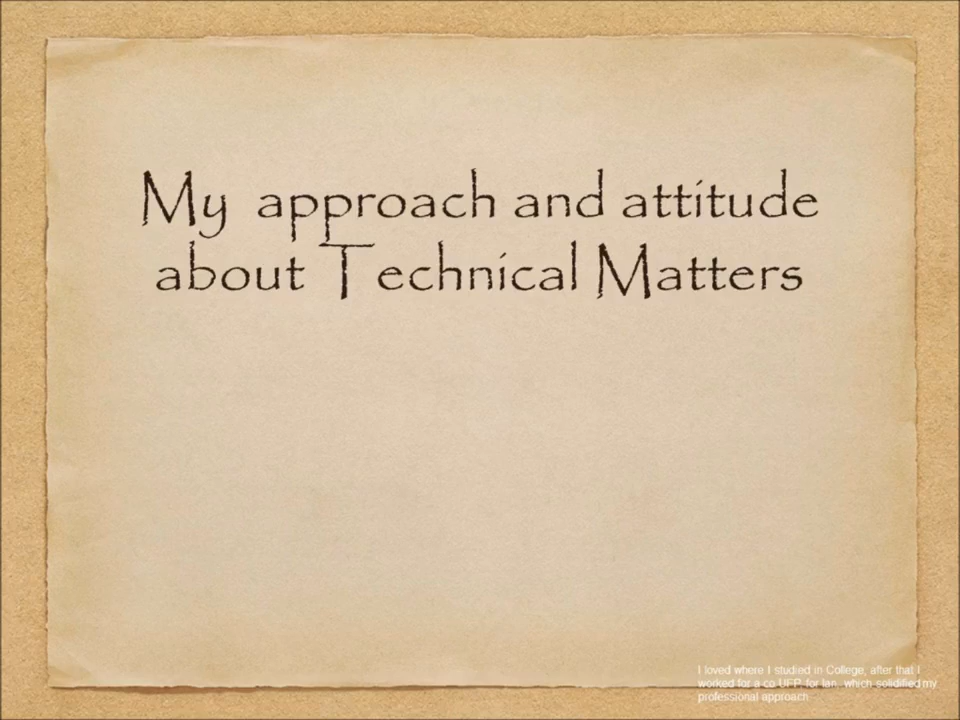 My approach and attitude
about Technical Matters
I loved where I studied in College, after that I
worked for a co UFP for Ian, which solidified my
professional approach